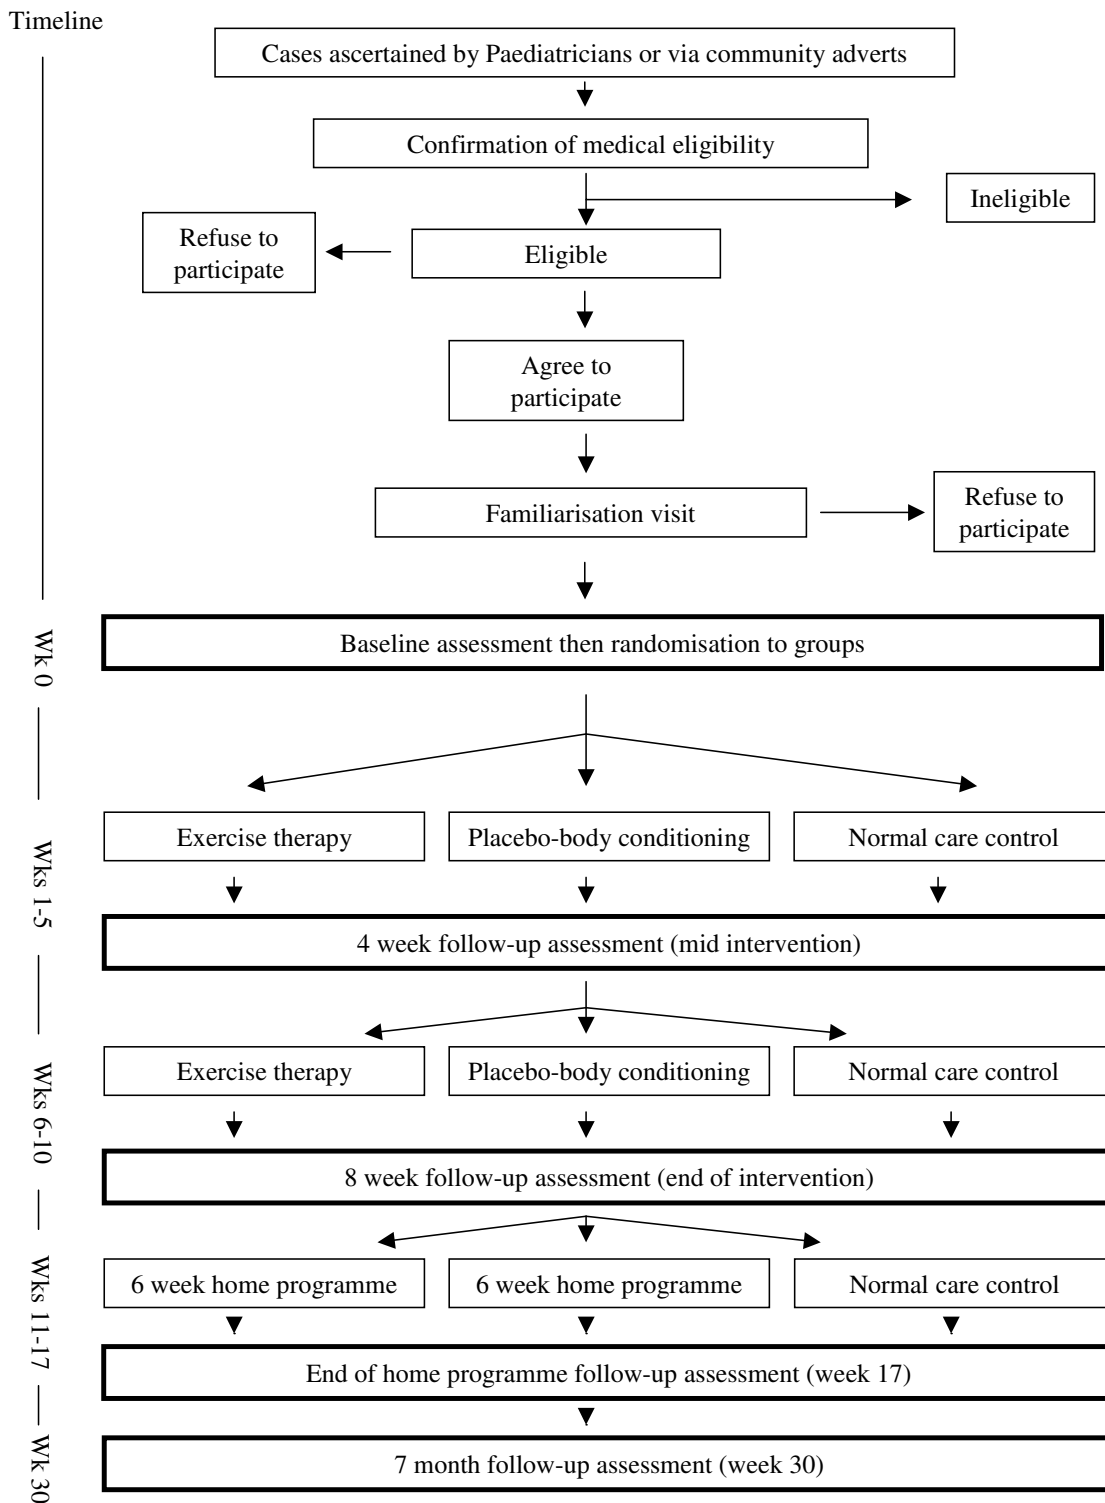 Timeline
Cases ascertained by Paediatricians or via community adverts
Confirmation of medical eligibility
Ineligible
Refuse to
participate
Eligible
Agree to
participate
Familiarisation visit
Refuse to
participate
Wk 0
Baseline assessment then randomisation to groups
Wks 1-5
Exercise therapy
Placebo-body conditioning
Normal care control
4 week follow-up assessment (mid intervention)
Wks 6-10
Exercise therapy
Placebo-body conditioning
Normal care control
8 week follow-up assessment (end of intervention)
Wks 11-17
6 week home programme
6 week home programme
Normal care control
End of home programme follow-up assessment (week 17)
Wk 30
7 month follow-up assessment (week 30)